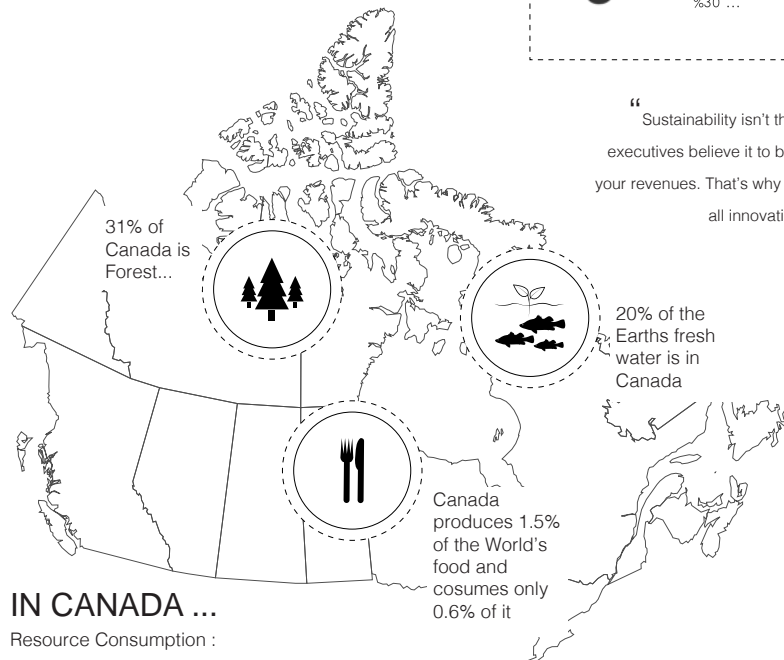 %30 ...
“
Sustainability isn't th
executives believe it to b
your revenues. That's why
all innovati
31% of
Canada is
Forest...
20% of the
Earths fresh
water is in
Canada
Canada
produces 1.5%
of the World's
food and
cosumes only
0.6% of it
IN CANADA ...
Resource Consumption :